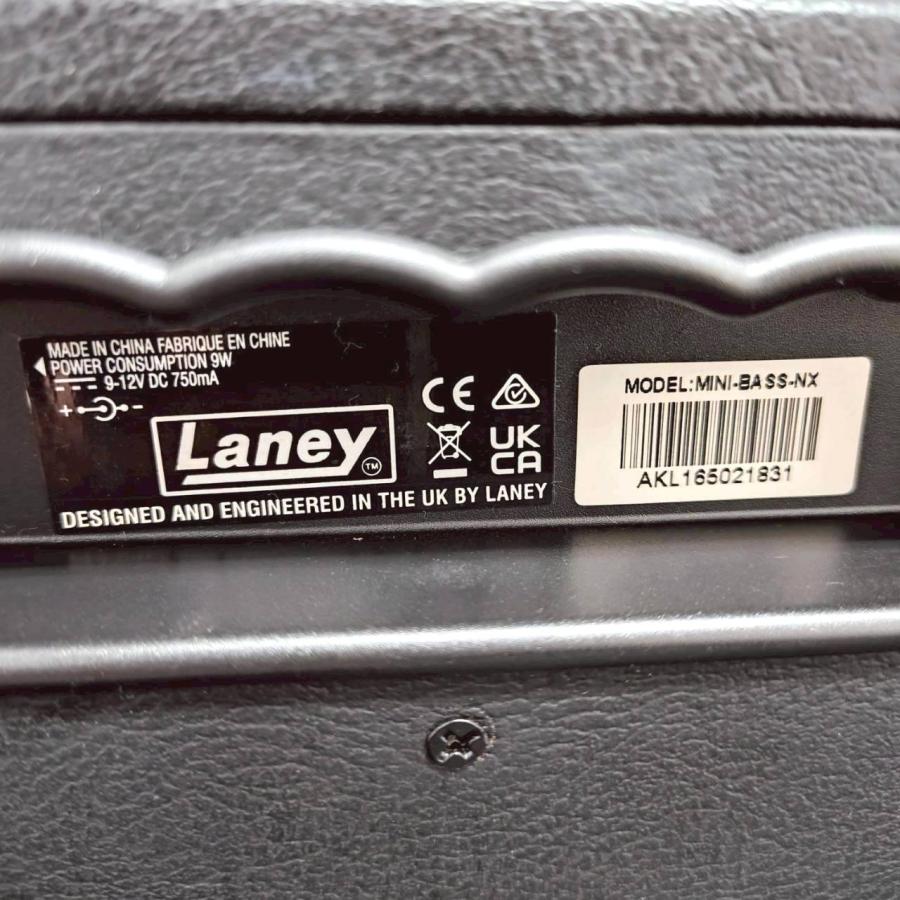 MADE IN CHINA FABRIQUE EN CHINE
POWER CONSUMPTION 9W
9-12V DC 750mA
+ -
Laney TM
CE
UK
CA
DESIGNED AND ENGINEERED IN THE UK BY LANEY
MODEL:MINI-BASS-NX
AKL165021831